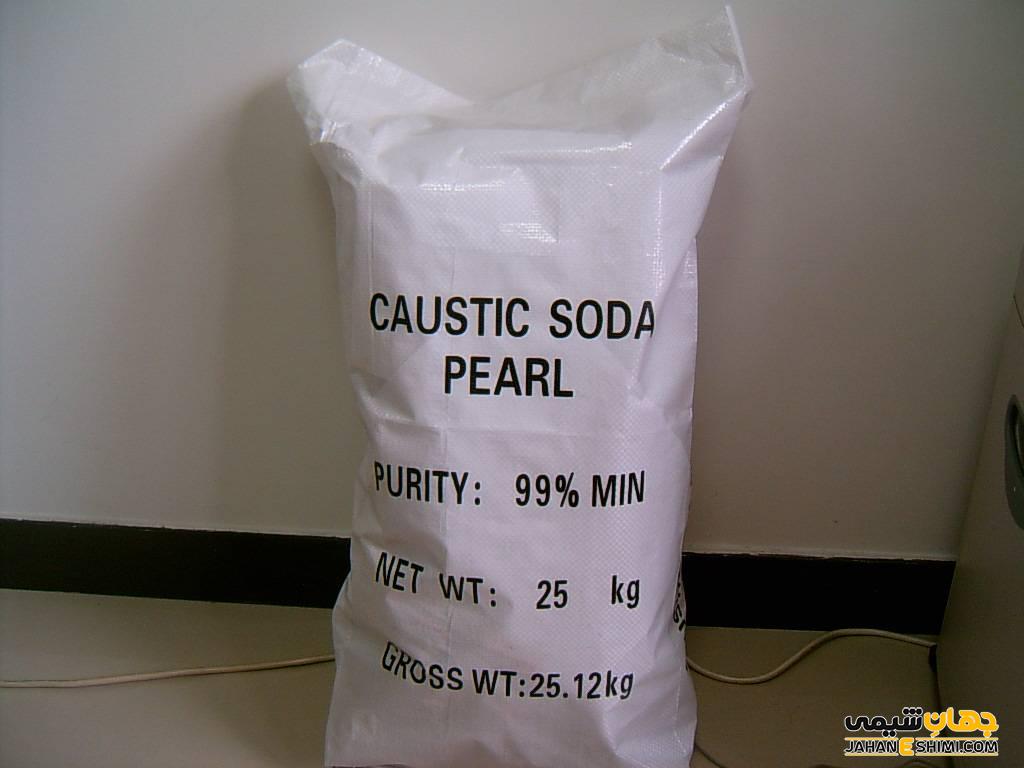 CAUSTIC SODA
PEARL
PURITY: 99% MIN
NET WT: 25 kg
GROSS WT:25.12kg
جهان شیمی
JAHANESHIMI.COM